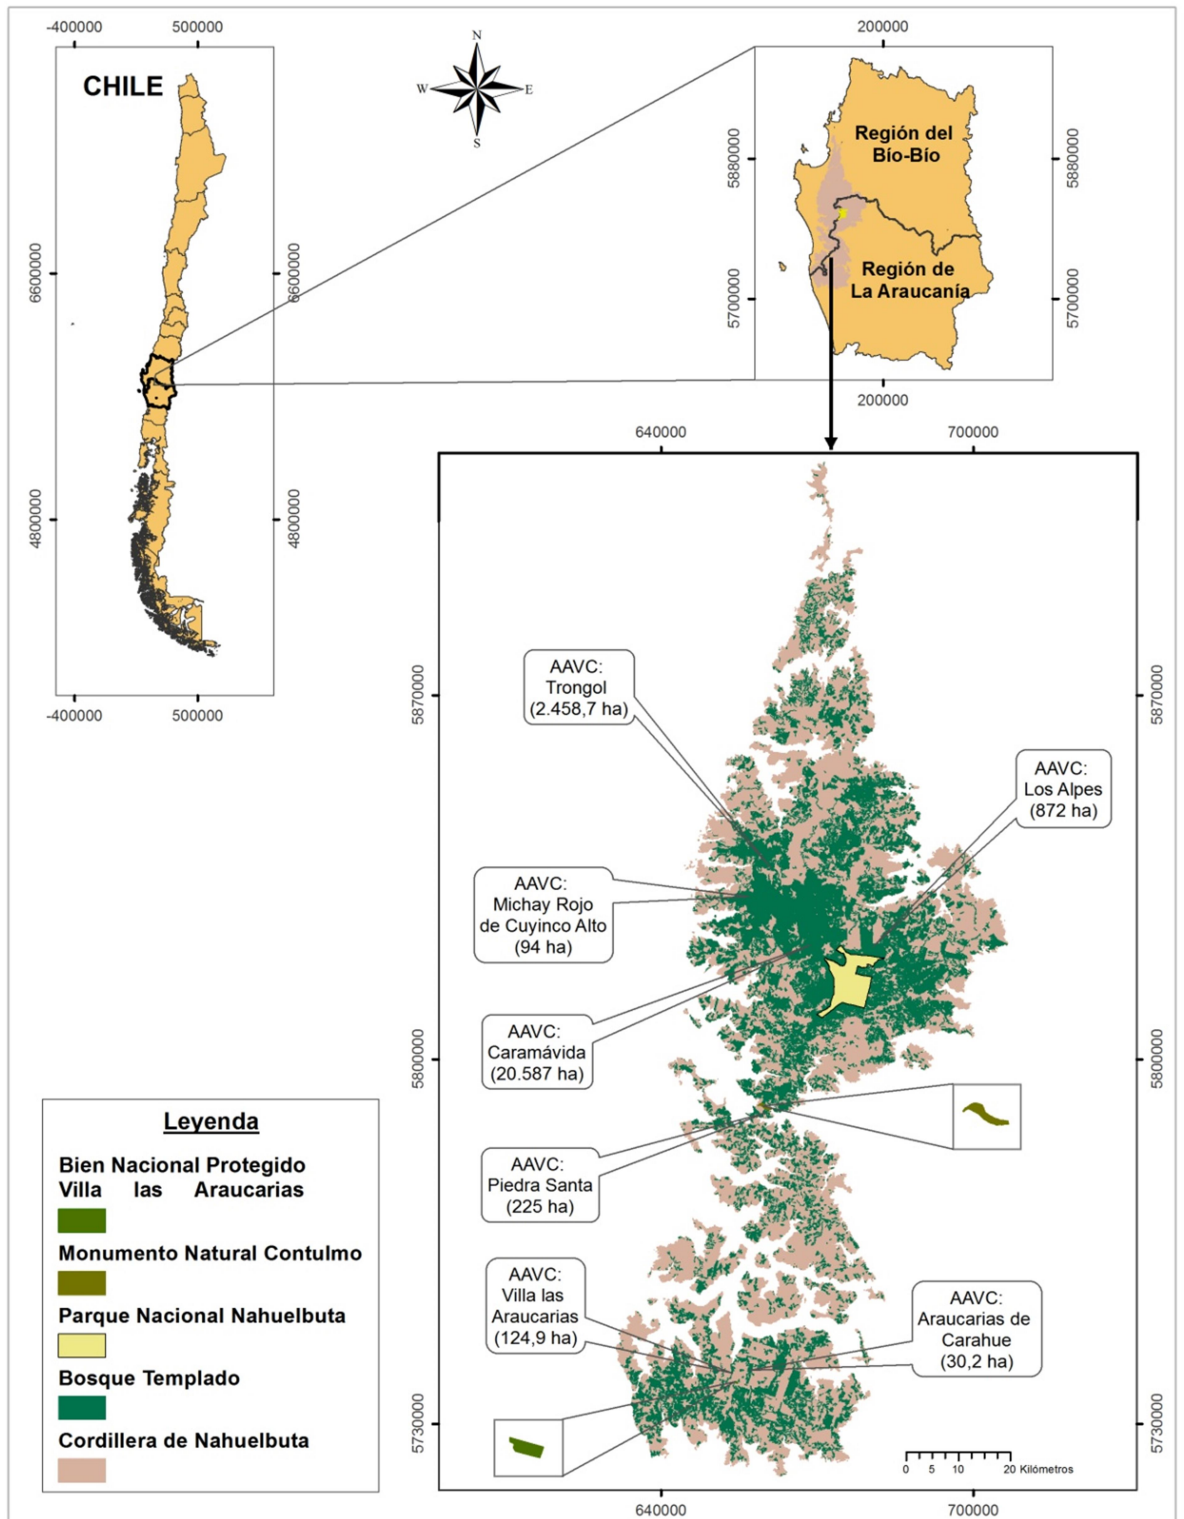 -400000
500000
CHILE
6600000
6600000
4800000
4800000
-400000
500000
N
W
E
S
200000
Región del
Bío-Bío
5880000
5880000
Región de
La Araucanía
5700000
5700000
200000
640000
700000
AAVC:
Trongol
(2.458,7 ha)
5870000
5870000
AAVC:
Los Alpes
(872 ha)
AAVC:
Michay Rojo
de Cuyinco Alto
(94 ha)
AAVC:
Caramávida
(20.587 ha)
5800000
5800000
AAVC:
Piedra Santa
(225 ha)
AAVC:
Villa las
Araucarias
(124,9 ha)
AAVC:
Araucarias de
Carahue
(30,2 ha)
5730000
5730000
0 5 10 20 Kilómetros
640000
700000
Leyenda
Bien Nacional Protegido
Villa las Araucarias
Monumento Natural Contulmo
Parque Nacional Nahuelbuta
Bosque Templado
Cordillera de Nahuelbuta